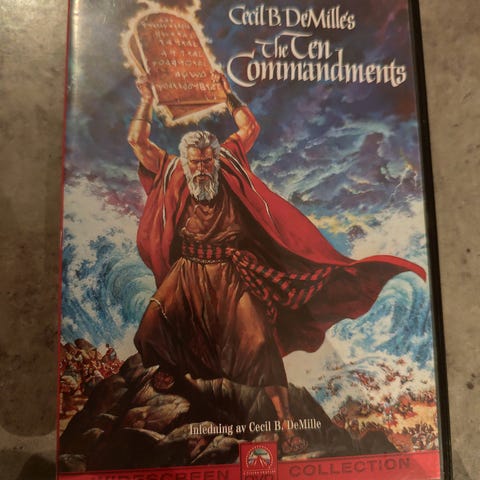 Cecil B. DeMille's
The Ten
Commandments
Inledning av Cecil B. DeMille
WIDESCREEN COLLECTION